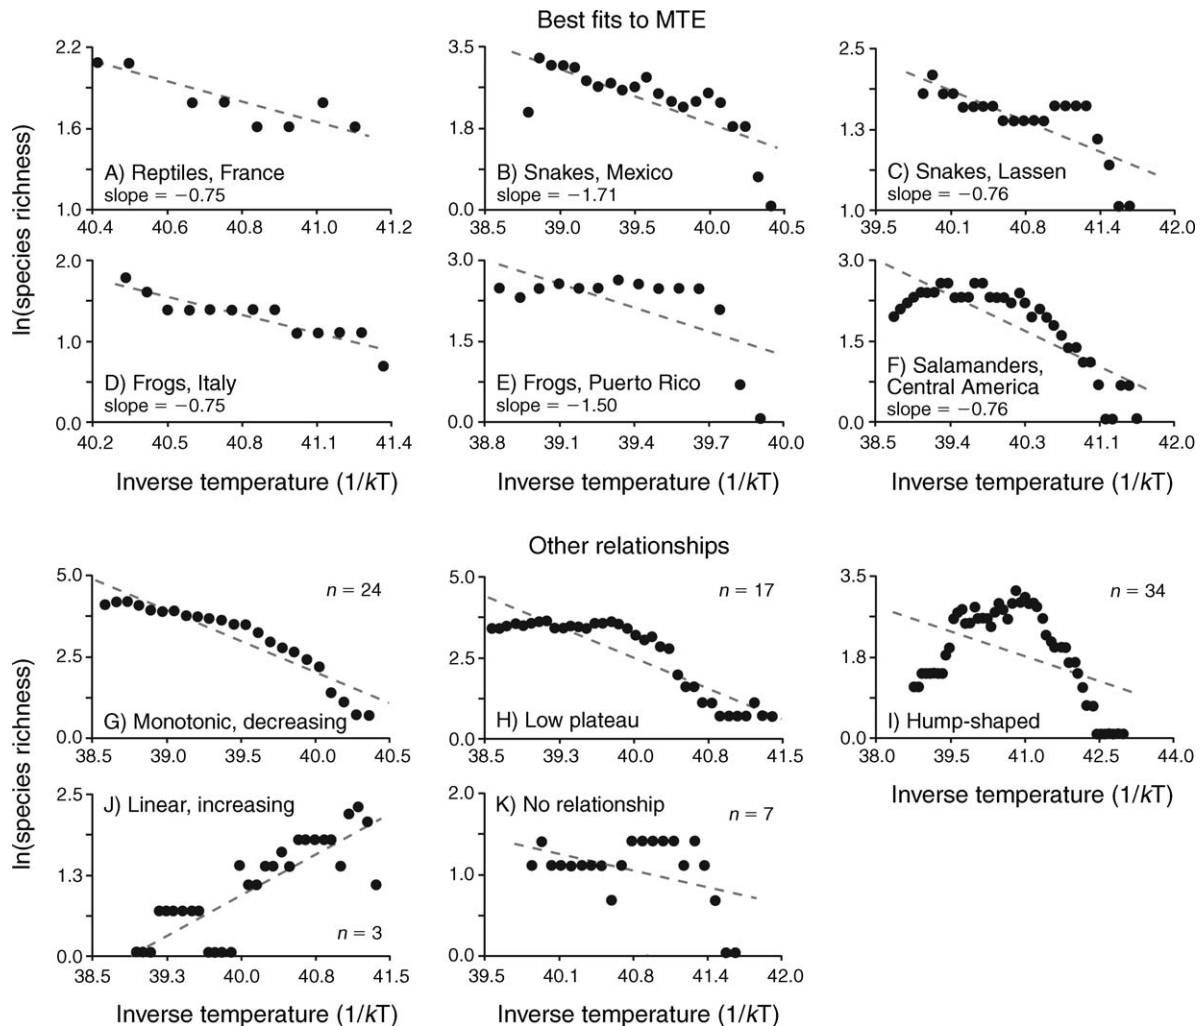 Best fits to MTE
ln(species richness)
2.2
1.6
1.0
A) Reptiles, France
slope = −0.75
40.4 40.6 40.8 41.0 41.2
3.5
1.8
0.0
B) Snakes, Mexico
slope = −1.71
38.6 39.0 39.6 40.0 40.5
2.5
1.3
1.0
C) Snakes, Lassen
slope = −0.76
39.5 40.1 40.8 41.4 42.0
2.0
1.0
0.0
D) Frogs, Italy
slope = −0.75
40.2 40.6 40.8 41.1 41.4
Inverse temperature (1/kT)
3.0
1.5
0.0
E) Frogs, Puerto Rico
slope = −1.50
38.8 39.1 39.4 39.7 40.0
Inverse temperature (1/kT)
3.0
1.5
0.0
F) Salamanders,
Central America
slope = −0.76
38.5 39.4 40.3 41.1 42.0
Inverse temperature (1/kT)
Other relationships
ln(species richness)
5.0
2.5
0.0
n = 24
G) Monotonic, decreasing
38.6 39.0 39.5 40.0 40.5
5.0
2.5
0.0
n = 17
H) Low plateau
38.5 39.3 40.0 40.8 41.5
3.5
1.8
0.0
n = 34
I) Hump-shaped
38.0 39.5 41.0 42.5 44.0
Inverse temperature (1/kT)
2.5
1.3
0.0
J) Linear, increasing
n = 3
38.5 39.3 40.0 40.8 41.5
Inverse temperature (1/kT)
2.0
1.0
0.0
K) No relationship
n = 7
39.5 40.1 40.8 41.4 42.0
Inverse temperature (1/kT)